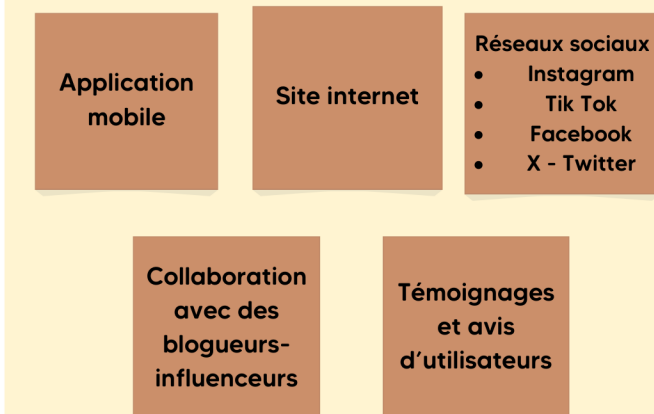 Application
mobile
Site internet
Réseaux sociaux
• Instagram
• Tik Tok
• Facebook
• X - Twitter
Collaboration
avec des
blogueurs-
influenceurs
Témoignages
et avis
d'utilisateurs